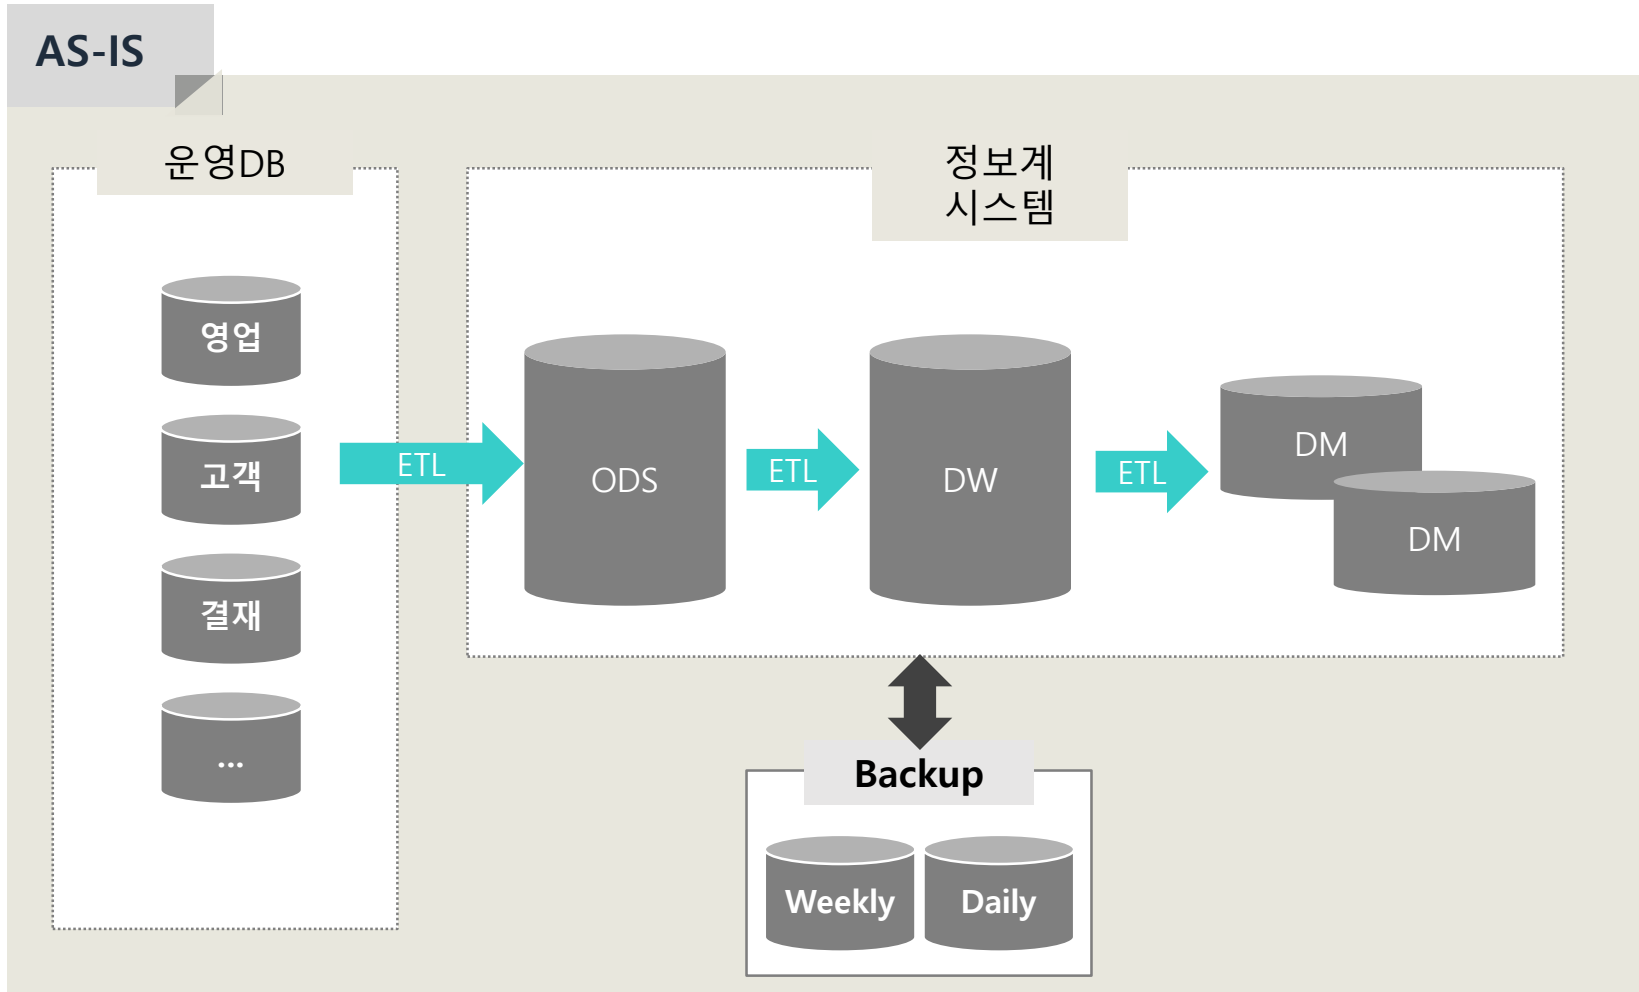 AS-IS
운영DB
영업
고객
결재
...
ETL
정보계
시스템
ODS
ETL
DW
ETL
DM
DM
Backup
Weekly
Daily